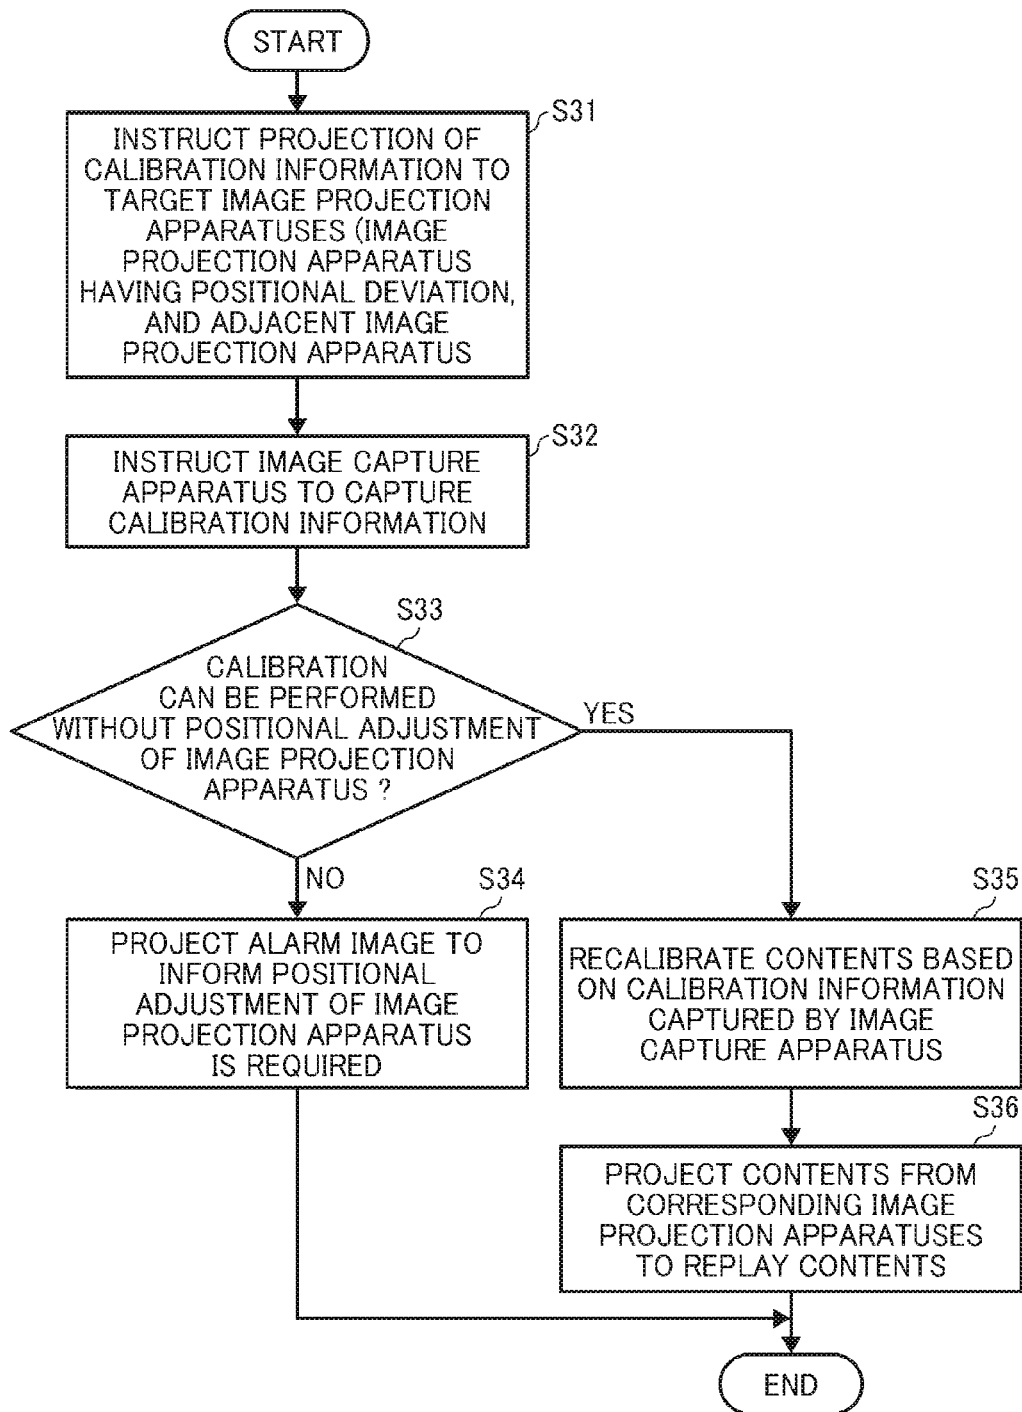 START
S31
INSTRUCT PROJECTION OF
CALIBRATION INFORMATION TO
TARGET IMAGE PROJECTION
APPARATUSES (IMAGE
PROJECTION APPARATUS
HAVING POSITIONAL DEVIATION,
AND ADJACENT IMAGE
PROJECTION APPARATUS
S32
INSTRUCT IMAGE CAPTURE
APPARATUS TO CAPTURE
CALIBRATION INFORMATION
S33
CALIBRATION
CAN BE PERFORMED
WITHOUT POSITIONAL ADJUSTMENT
OF IMAGE PROJECTION
APPARATUS ?
YES
NO
S34
PROJECT ALARM IMAGE TO
INFORM POSITIONAL
ADJUSTMENT OF IMAGE
PROJECTION APPARATUS
IS REQUIRED
S35
RECALIBRATE CONTENTS BASED
ON CALIBRATION INFORMATION
CAPTURED BY IMAGE
CAPTURE APPARATUS
S36
PROJECT CONTENTS FROM
CORRESPONDING IMAGE
PROJECTION APPARATUSES
TO REPLAY CONTENTS
END